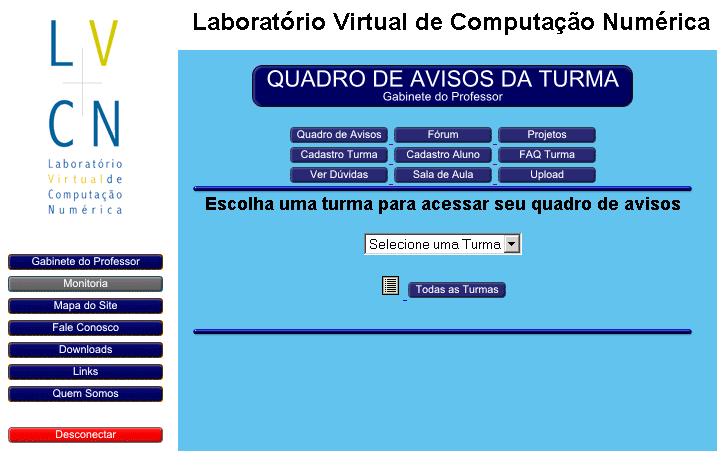 Laboratório Virtual de Computação Numérica
L V
C N
Laboratório
Virtual de
Computação
Numérica
QUADRO DE AVISOS DA TURMA
Gabinete do Professor
Quadro de Avisos Fórum Projetos
Cadastro Turma Cadastro Aluno FAQ Turma
Ver Dúvidas Sala de Aula Upload
Escolha uma turma para acessar seu quadro de avisos
Selecione uma Turma
Todas as Turmas
Gabinete do Professor
Monitoria
Mapa do Site
Fale Conosco
Downloads
Links
Quem Somos
Desconectar